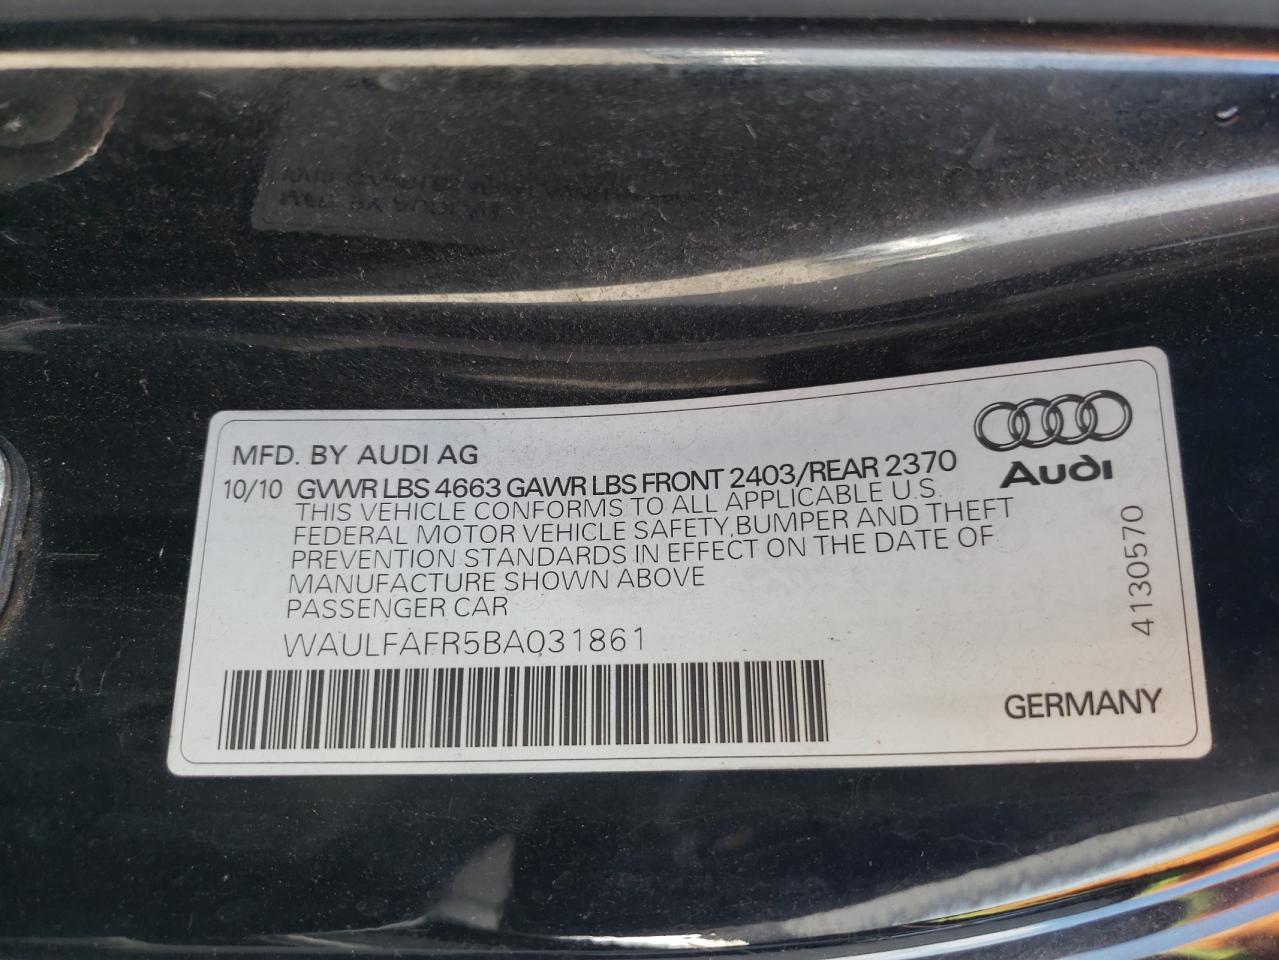 MFD. BY AUDI AG
10/10 GVWR LBS 4663 GAWR LBS FRONT 2403/REAR 2370
THIS VEHICLE CONFORMS TO ALL APPLICABLE U.S.
FEDERAL MOTOR VEHICLE SAFETY, BUMPER AND THEFT
PREVENTION STANDARDS IN EFFECT ON THE DATE OF
MANUFACTURE SHOWN ABOVE
PASSENGER CAR
WAULFAFR5BA031861
Audi
4130570
GERMANY